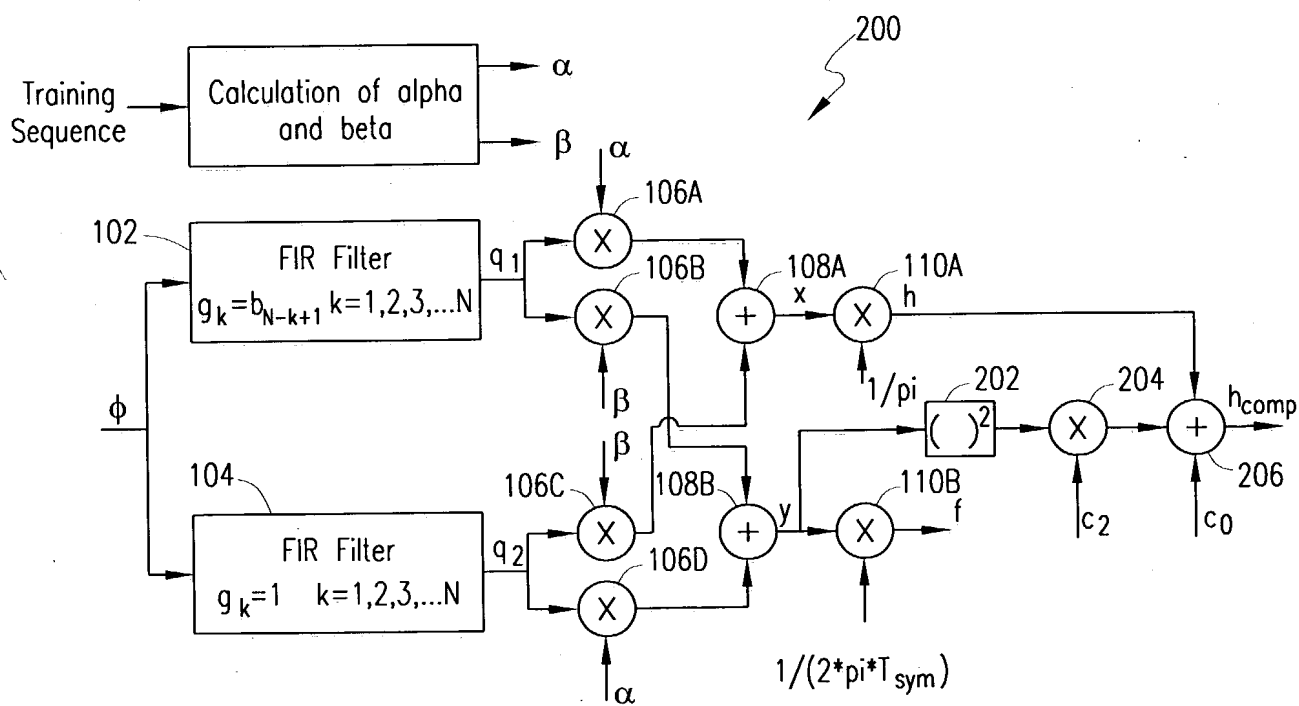 200
Training
Sequence
Calculation of alpha
and beta
α
β
α
106A
102
FIR Filter
g_k=b_{N-k+1} k=1,2,3,...N
q_1
X
106B
X
β
108A
+
x
110A
X
h
1/pi
202
( )^2
204
X
c_2
h_comp
+
206
c_0
ϕ
104
FIR Filter
g_k=1 k=1,2,3,...N
q_2
β
106C
X
106D
X
α
108B
+
y
110B
X
f
1/(2*pi*T_sym)